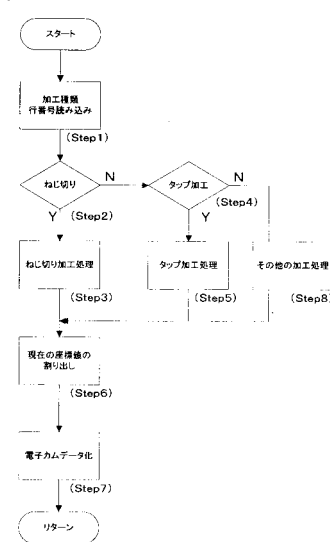 スタート
加工種類
行番号読み込み
(Step1)
ねじ切り
N
Y
(Step2)
タップ加工
N
(Step4)
Y
ねじ切り加工処理
(Step3)
タップ加工処理
(Step5)
その他の加工処理
(Step8)
現在の座標値の
割り出し
(Step6)
電子カムデータ化
(Step7)
リターン